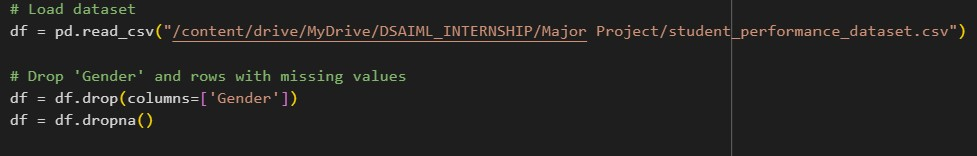 # Load dataset
df = pd.read_csv("/content/drive/MyDrive/DSAIML_INTERNSHIP/Major Project/student_performance_dataset.csv")
# Drop 'Gender' and rows with missing values
df = df.drop(columns=['Gender'])
df = df.dropna()